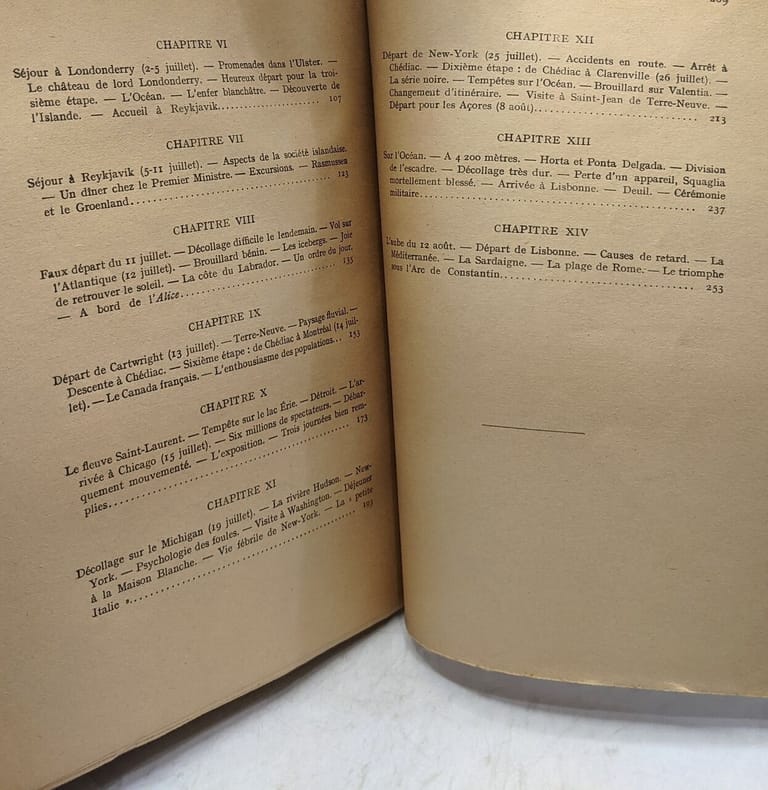 CHAPITRE VI
Séjour à Londonderry (2-5 juillet). — Promenades dans l'Ulster. —
Le château de lord Londonderry. — Heureux départ pour la troi-
sième étape. — L'Océan. — L'enfer blanchâtre. — Découverte de
l'Islande. — Accueil à Reykjavik.................... 107
CHAPITRE VII
Séjour à Reykjavik (5-11 juillet). — Aspects de la société islandaise.
— Un dîner chez le Premier Ministre. — Excursions. — Rasmussen
et le Groenland.................................... 123
CHAPITRE VIII
Faux départ du 11 juillet. — Décollage difficile le lendemain. — Vol sur
l'Atlantique (12 juillet). — Brouillard bénin. — Les icebergs. — Joie
de retrouver le soleil. — La côte du Labrador. — Un ordre du jour.
— A bord de l'Alice.............................. 135
CHAPITRE IX
Départ de Cartwright (13 juillet). — Terre-Neuve. — Paysage fluvial. —
Descente à Chédiac. — Sixième étape : de Chédiac à Montréal (14 juil-
let). — Le Canada français. — L'enthousiasme des populations... 153
CHAPITRE X
Le fleuve Saint-Laurent. — Tempête sur le lac Érie. — Détroit. — L'ar-
rivée à Chicago (15 juillet). — Six millions de spectateurs. — Débar-
quement mouvementé. — L'exposition. — Trois journées bien rem-
plies................................................ 173
CHAPITRE XI
Décollage sur le Michigan (19 juillet). — La rivière Hudson. — New-
York. — Psychologie des foules. — Visite à Washington. — Déjeuner
à la Maison Blanche. — Vie fébrile de New-York. — La « petite
Italie »............................................ 193
CHAPITRE XII
Départ de New-York (25 juillet). — Accidents en route. — Arrêt à
Chédiac. — Dixième étape : de Chédiac à Clarenville (26 juillet). —
La série noire. — Tempêtes sur l'Océan. — Brouillard sur Valentia. —
Changement d'itinéraire. — Visite à Saint-Jean de Terre-Neuve. —
Départ pour les Açores (8 août)........................ 213
CHAPITRE XIII
Sur l'Océan. — A 4 200 mètres. — Horta et Ponta Delgada. — Division
de l'escadre. — Décollage très dur. — Perte d'un appareil, Squaglia
mortellement blessé. — Arrivée à Lisbonne. — Deuil. — Cérémonie
militaire............................................ 237
CHAPITRE XIV
L'aube du 12 août. — Départ de Lisbonne. — Causes de retard. — La
Méditerranée. — La Sardaigne. — La plage de Rome. — Le triomphe
sous l'Arc de Constantin.............................. 253